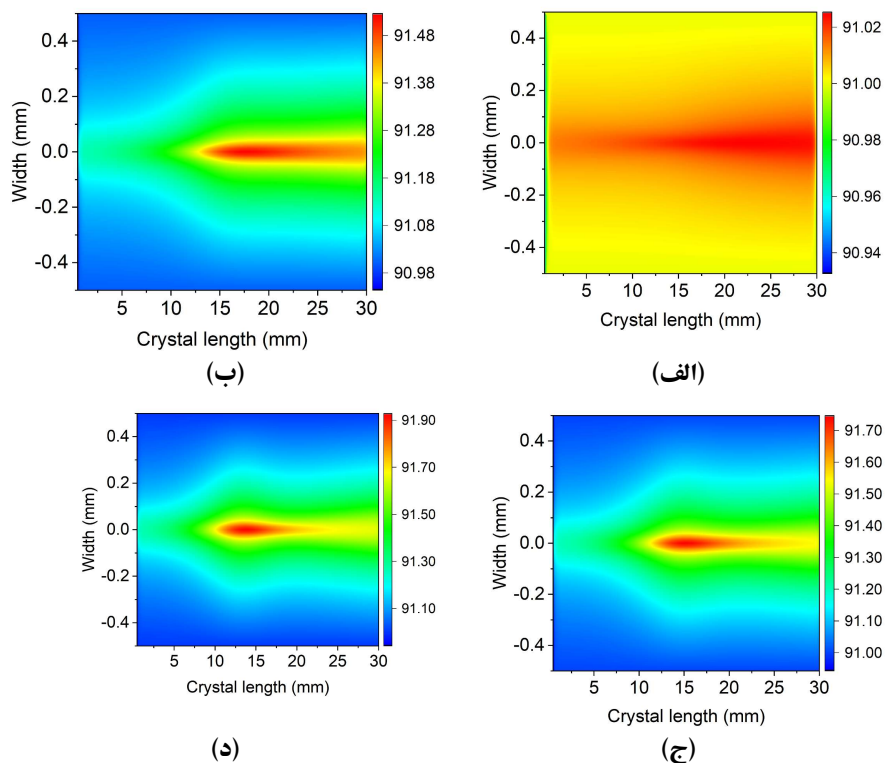 0.4
0.2
0.0
-0.2
-0.4
Width (mm)
5 10 15 20 25 30
Crystal length (mm)
91.02
91.00
90.98
90.96
90.94
(الف)
0.4
0.2
0.0
-0.2
-0.4
Width (mm)
5 10 15 20 25 30
Crystal length (mm)
91.48
91.38
91.28
91.18
91.08
90.98
(ب)
0.4
0.2
0.0
-0.2
-0.4
Width (mm)
5 10 15 20 25 30
Crystal length (mm)
91.70
91.60
91.50
91.40
91.30
91.20
91.10
91.00
(ج)
0.4
0.2
0.0
-0.2
-0.4
Width (mm)
5 10 15 20 25 30
Crystal length (mm)
91.90
91.70
91.50
91.30
91.10
(د)